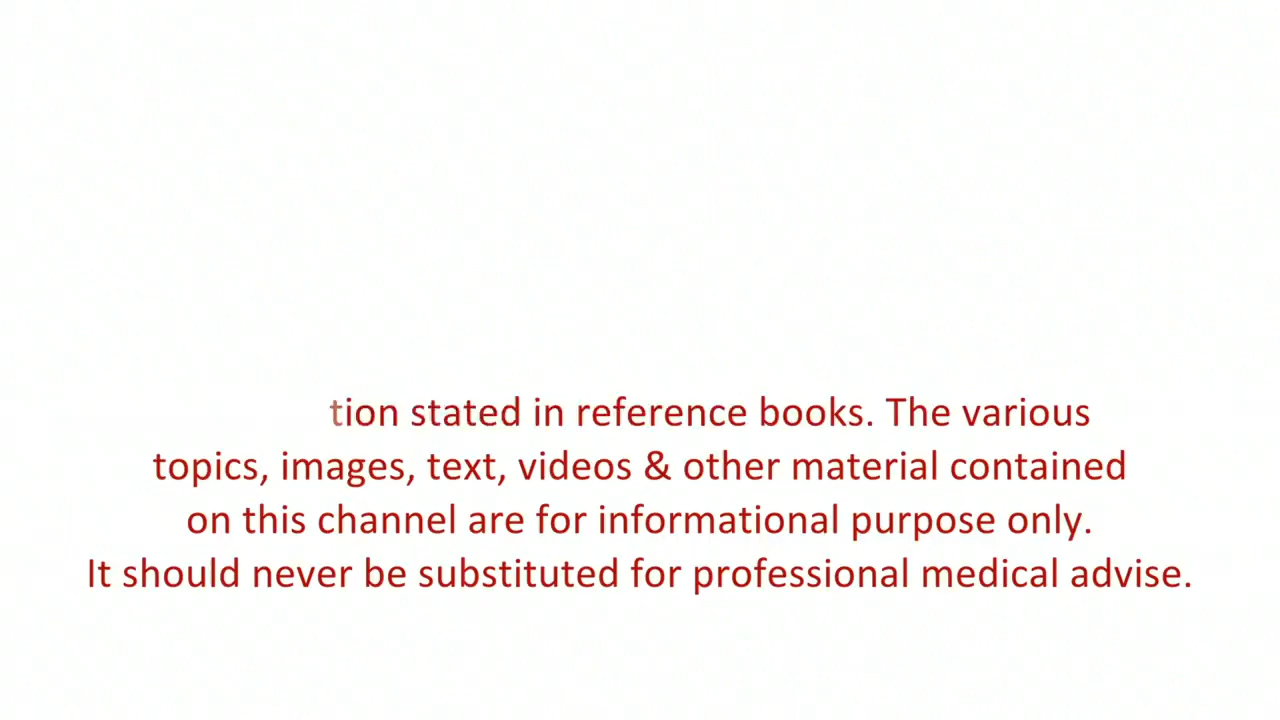 tion stated in reference books. The various
topics, images, text, videos & other material contained
on this channel are for informational purpose only.
It should never be substituted for professional medical advise.